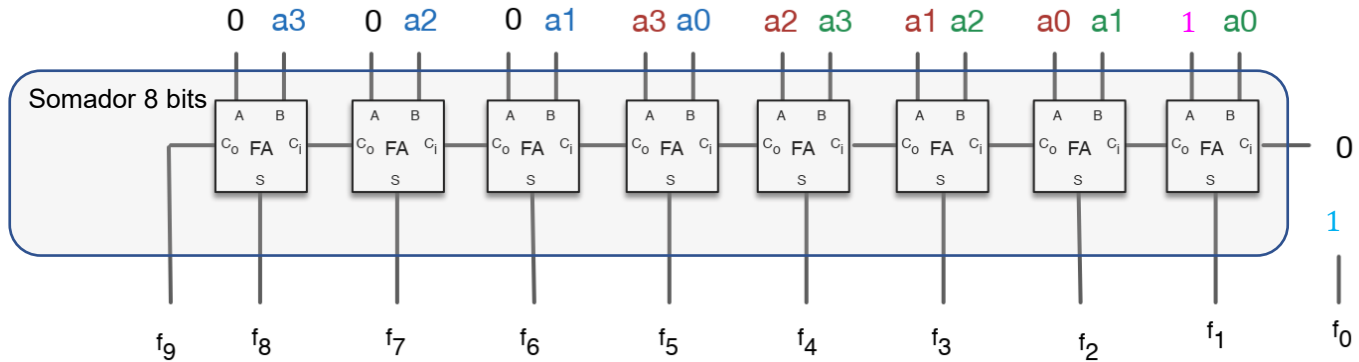 0 a3 0 a2 0 a1 a3 a0 a2 a3 a1 a2 a0 a1 1 a0
Somador 8 bits
A B A B A B A B A B A B A B A B
Co FA Ci Co FA Ci Co FA Ci Co FA Ci Co FA Ci Co FA Ci Co FA Ci Co FA Ci 0
S S S S S S S S
1
f9 f8 f7 f6 f5 f4 f3 f2 f1 f0